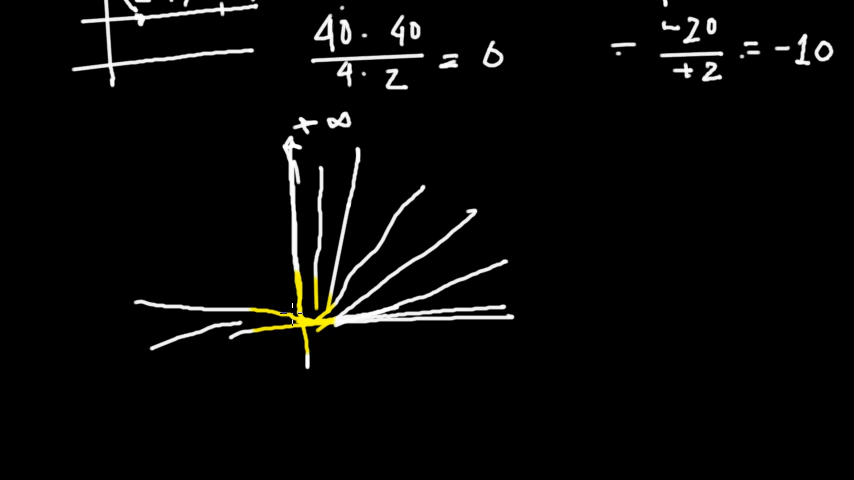 40 · 40
4 · 2
= 0
= -20
+2
= -10
+ ∞